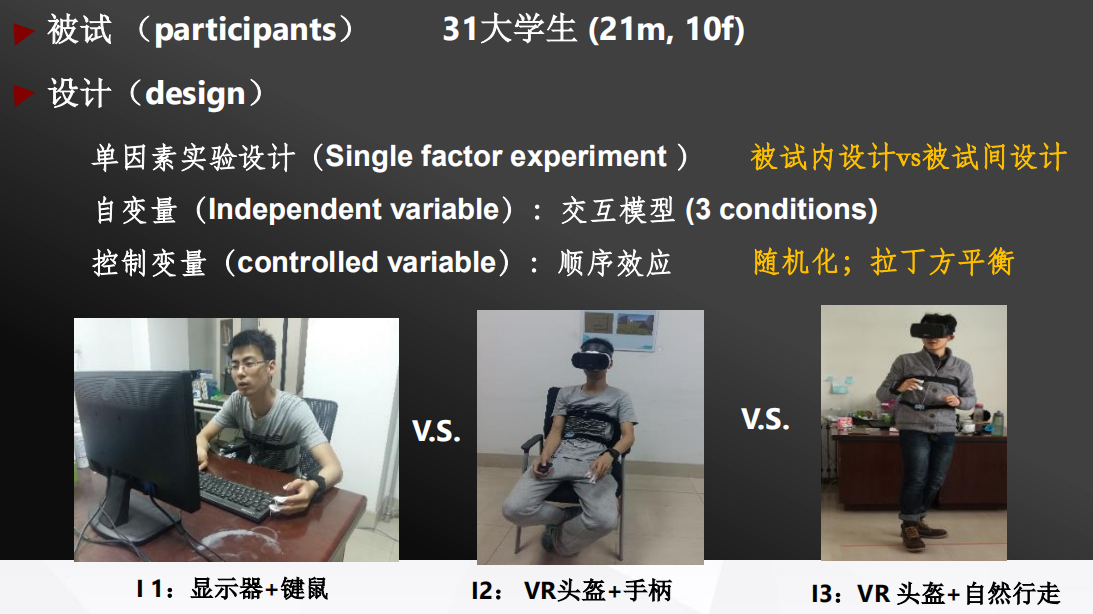 被试 （participants） 31大学生 (21m, 10f)
设计（design）
单因素实验设计（Single factor experiment ） 被试内设计vs被试间设计
自变量（Independent variable）: 交互模型 (3 conditions)
控制变量（controlled variable）: 顺序效应 随机化；拉丁方平衡
V.S.
V.S.
I 1：显示器+键鼠
I2： VR头盔+手柄
I3：VR 头盔+自然行走